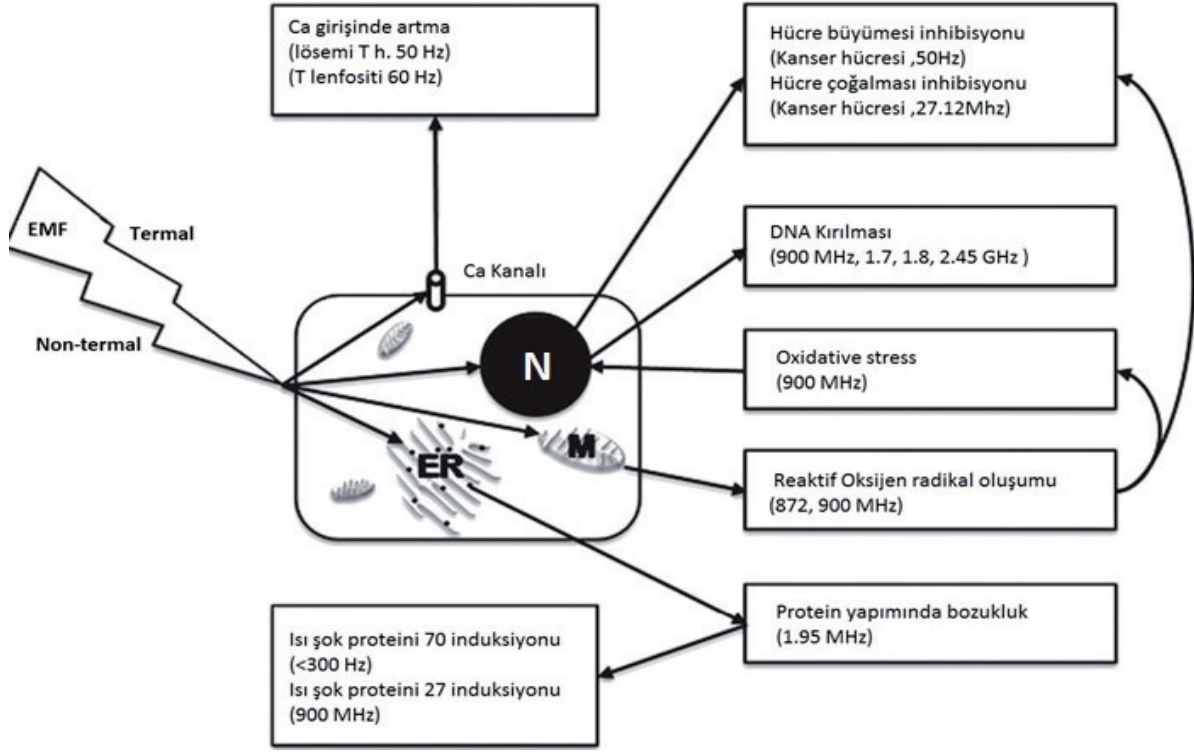 Ca girişinde artma
(lösemi T h. 50 Hz)
(T lenfositi 60 Hz)
Hücre büyümesi inhibisyonu
(Kanser hücresi ,50Hz)
Hücre çoğalması inhibisyonu
(Kanser hücresi ,27.12Mhz)
EMF
Termal
Non-termal
Ca Kanalı
DNA Kırılması
(900 MHz, 1.7, 1.8, 2.45 GHz )
N
Oxidative stress
(900 MHz)
M
ER
Reaktif Oksijen radikal oluşumu
(872, 900 MHz)
Protein yapımında bozukluk
(1.95 MHz)
Isı şok proteini 70 induksiyonu
(<300 Hz)
Isı şok proteini 27 induksiyonu
(900 MHz)